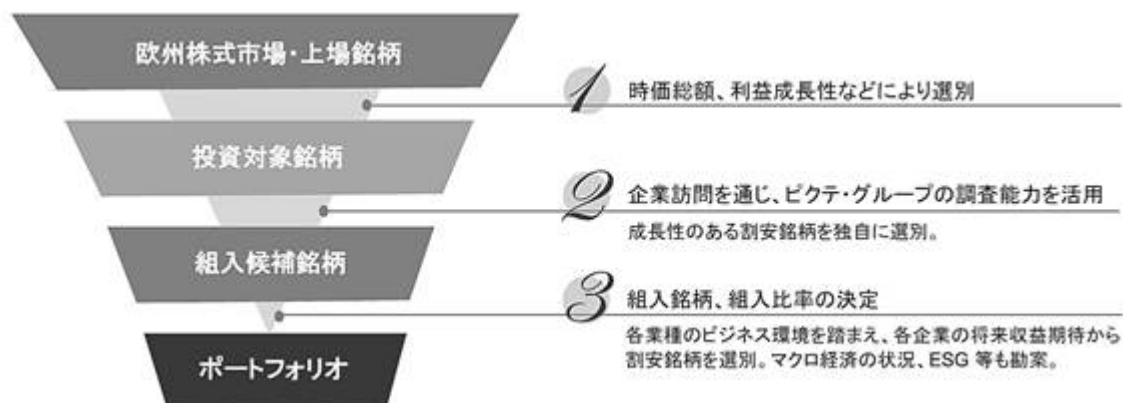 欧州株式市場・上場銘柄
1 時価総額、利益成長性などにより選別
投資対象銘柄
2 企業訪問を通じ、ピクテ・グループの調査能力を活用
成長性のある割安銘柄を独自に選別。
組入候補銘柄
3 組入銘柄、組入比率の決定
各業種のビジネス環境を踏まえ、各企業の将来収益期待から
割安銘柄を選別。マクロ経済の状況、ESG 等も勘案。
ポートフォリオ